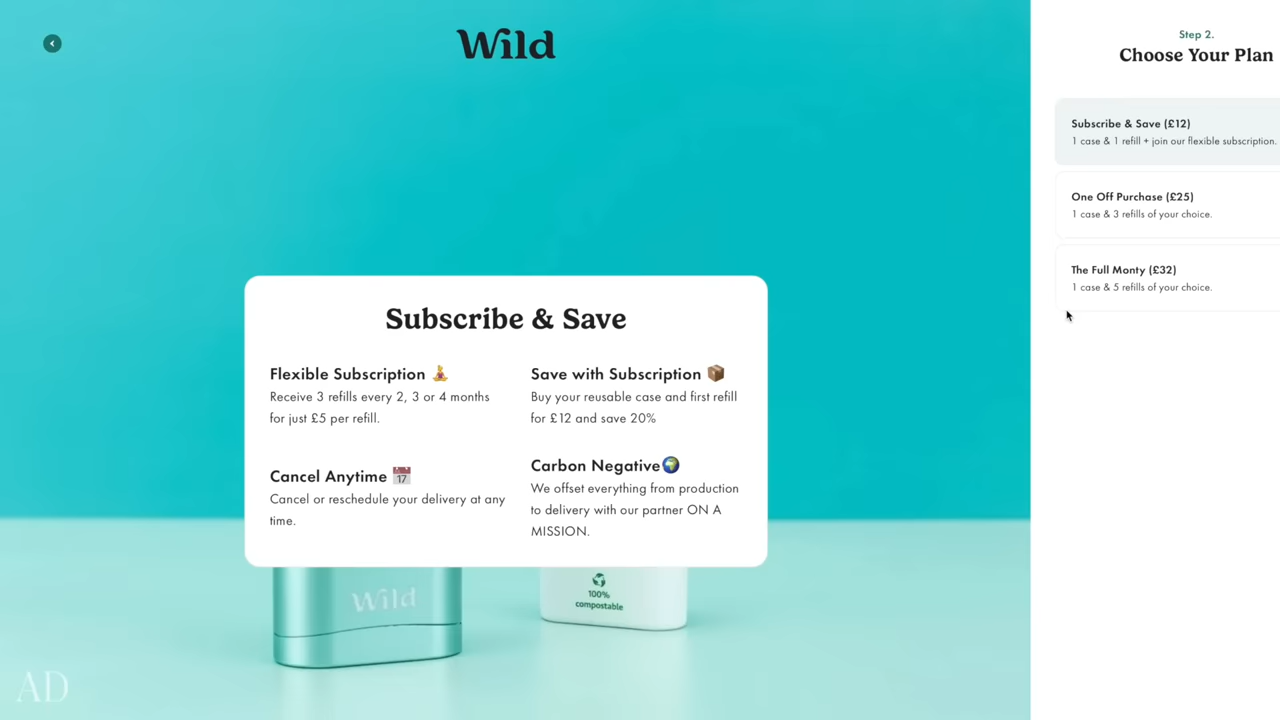 Wild
Step 2.
Choose Your Plan
Subscribe & Save (£12)
1 case & 1 refill + join our flexible subscription.
One Off Purchase (£25)
1 case & 3 refills of your choice.
The Full Monty (£32)
1 case & 5 refills of your choice.
Subscribe & Save
Flexible Subscription
Receive 3 refills every 2, 3 or 4 months
for just £5 per refill.
Save with Subscription
Buy your reusable case and first refill
for £12 and save 20%
Cancel Anytime
17
Cancel or reschedule your delivery at any
time.
Carbon Negative
We offset everything from production
to delivery with our partner ON A
MISSION.
Wild
100%
compostable
AD